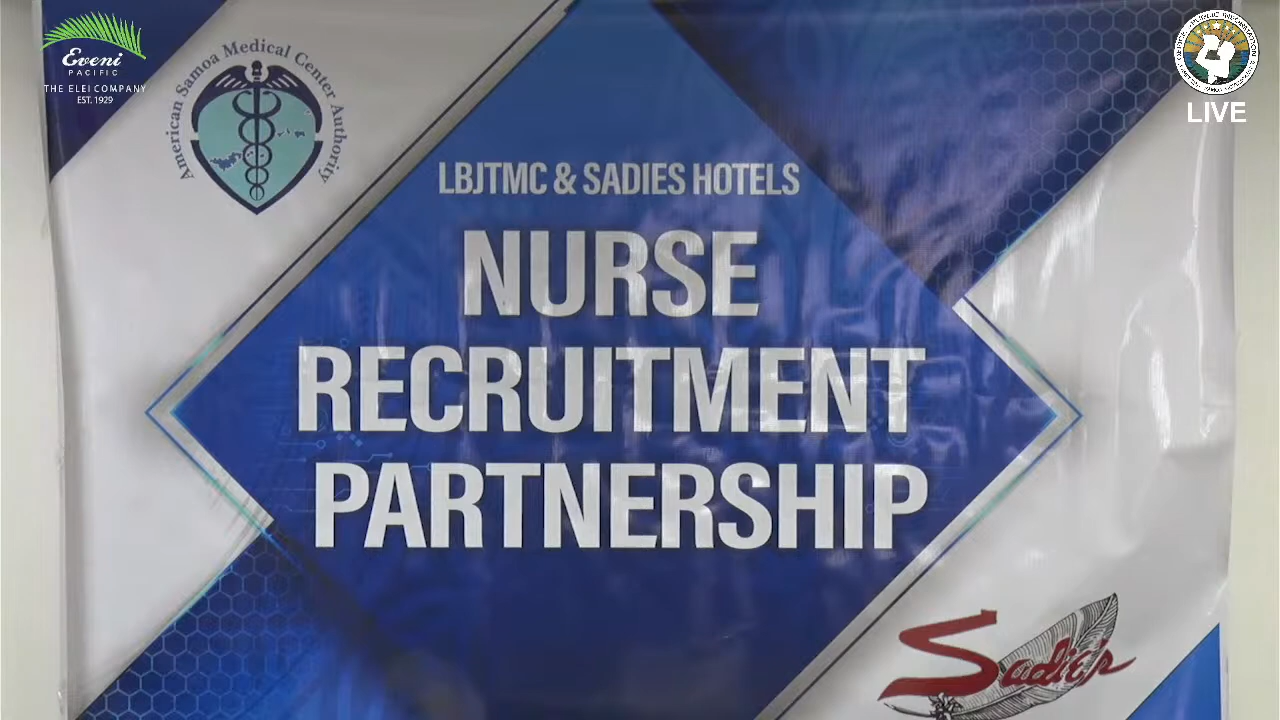 Eveni
PACIFIC
THE ELEI COMPANY
EST. 1929
American Samoa Medical Center Authority
LIVE
LBJTMC & SADIES HOTELS
NURSE
RECRUITMENT
PARTNERSHIP
Sadie's